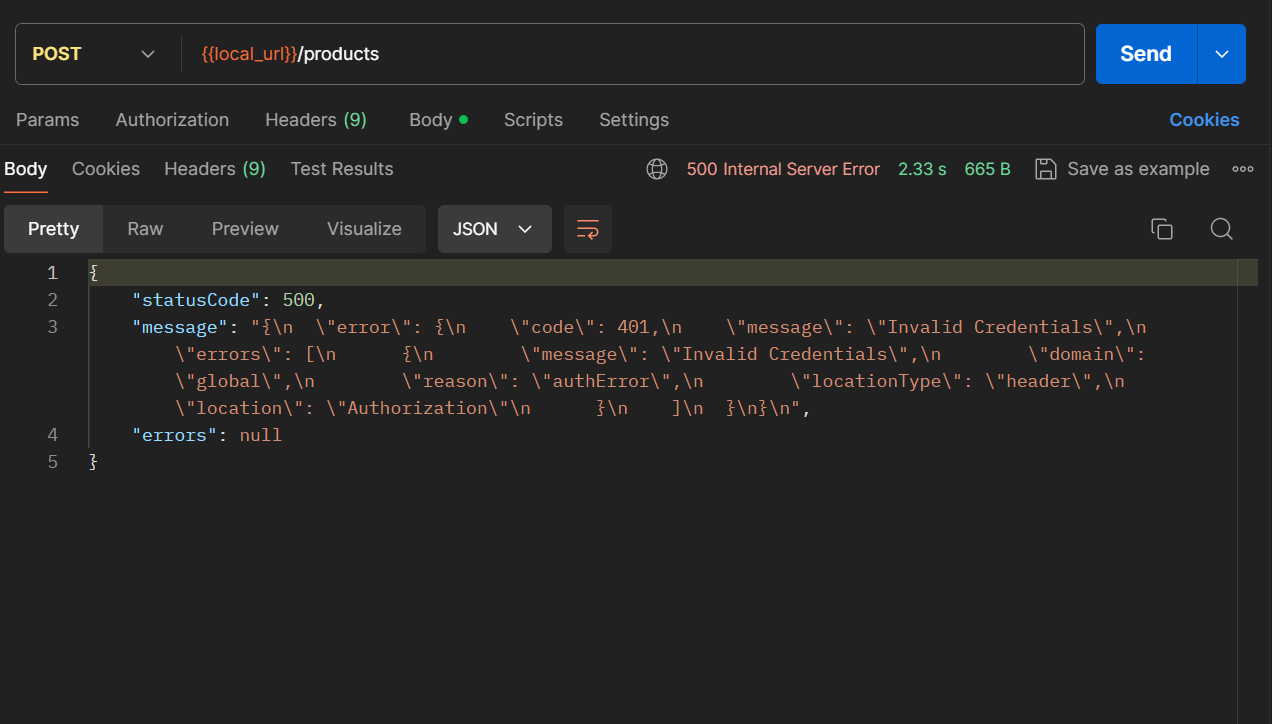 POST {{local_url}}/products Send
Params Authorization Headers (9) Body Scripts Settings Cookies
Body Cookies Headers (9) Test Results 500 Internal Server Error 2.33 s 665 B Save as example
Pretty Raw Preview Visualize JSON
1 {
2 "statusCode": 500,
3 "message": "{\n  \"error\": {\n    \"code\": 401,\n    \"message\": \"Invalid Credentials\",\n
\"errors\": [\n      {\n        \"message\": \"Invalid Credentials\",\n        \"domain\":
\"global\",\n        \"reason\": \"authError\",\n        \"locationType\": \"header\",\n
\"location\": \"Authorization\"\n      }\n    ]\n  }\n}\n",
4 "errors": null
5 }